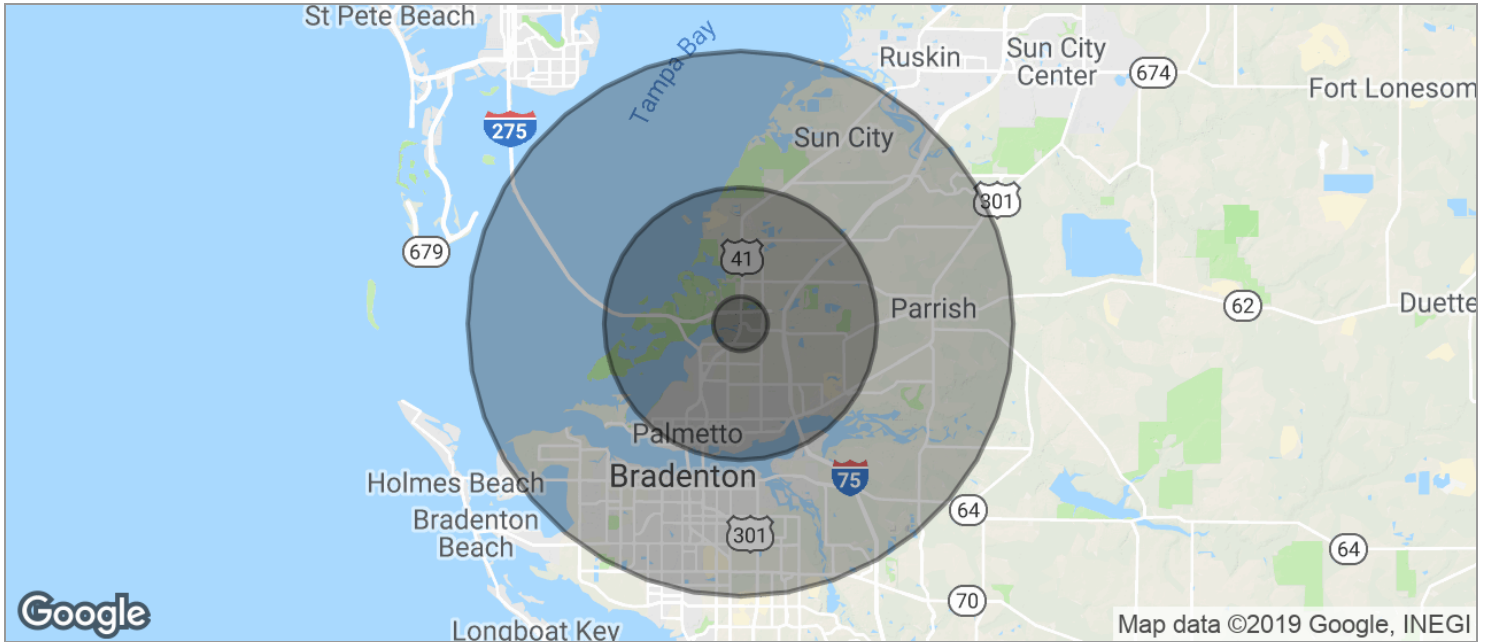 St Pete Beach
Tampa Bay
Ruskin
Sun City
Center
674
Fort Lonesom
275
Sun City
301
679
41
Parrish
62
Duette
Palmetto
Bradenton
75
Holmes Beach
Bradenton
Beach
64
301
64
70
Longboat Key
Google
Map data ©2019 Google, INEGI